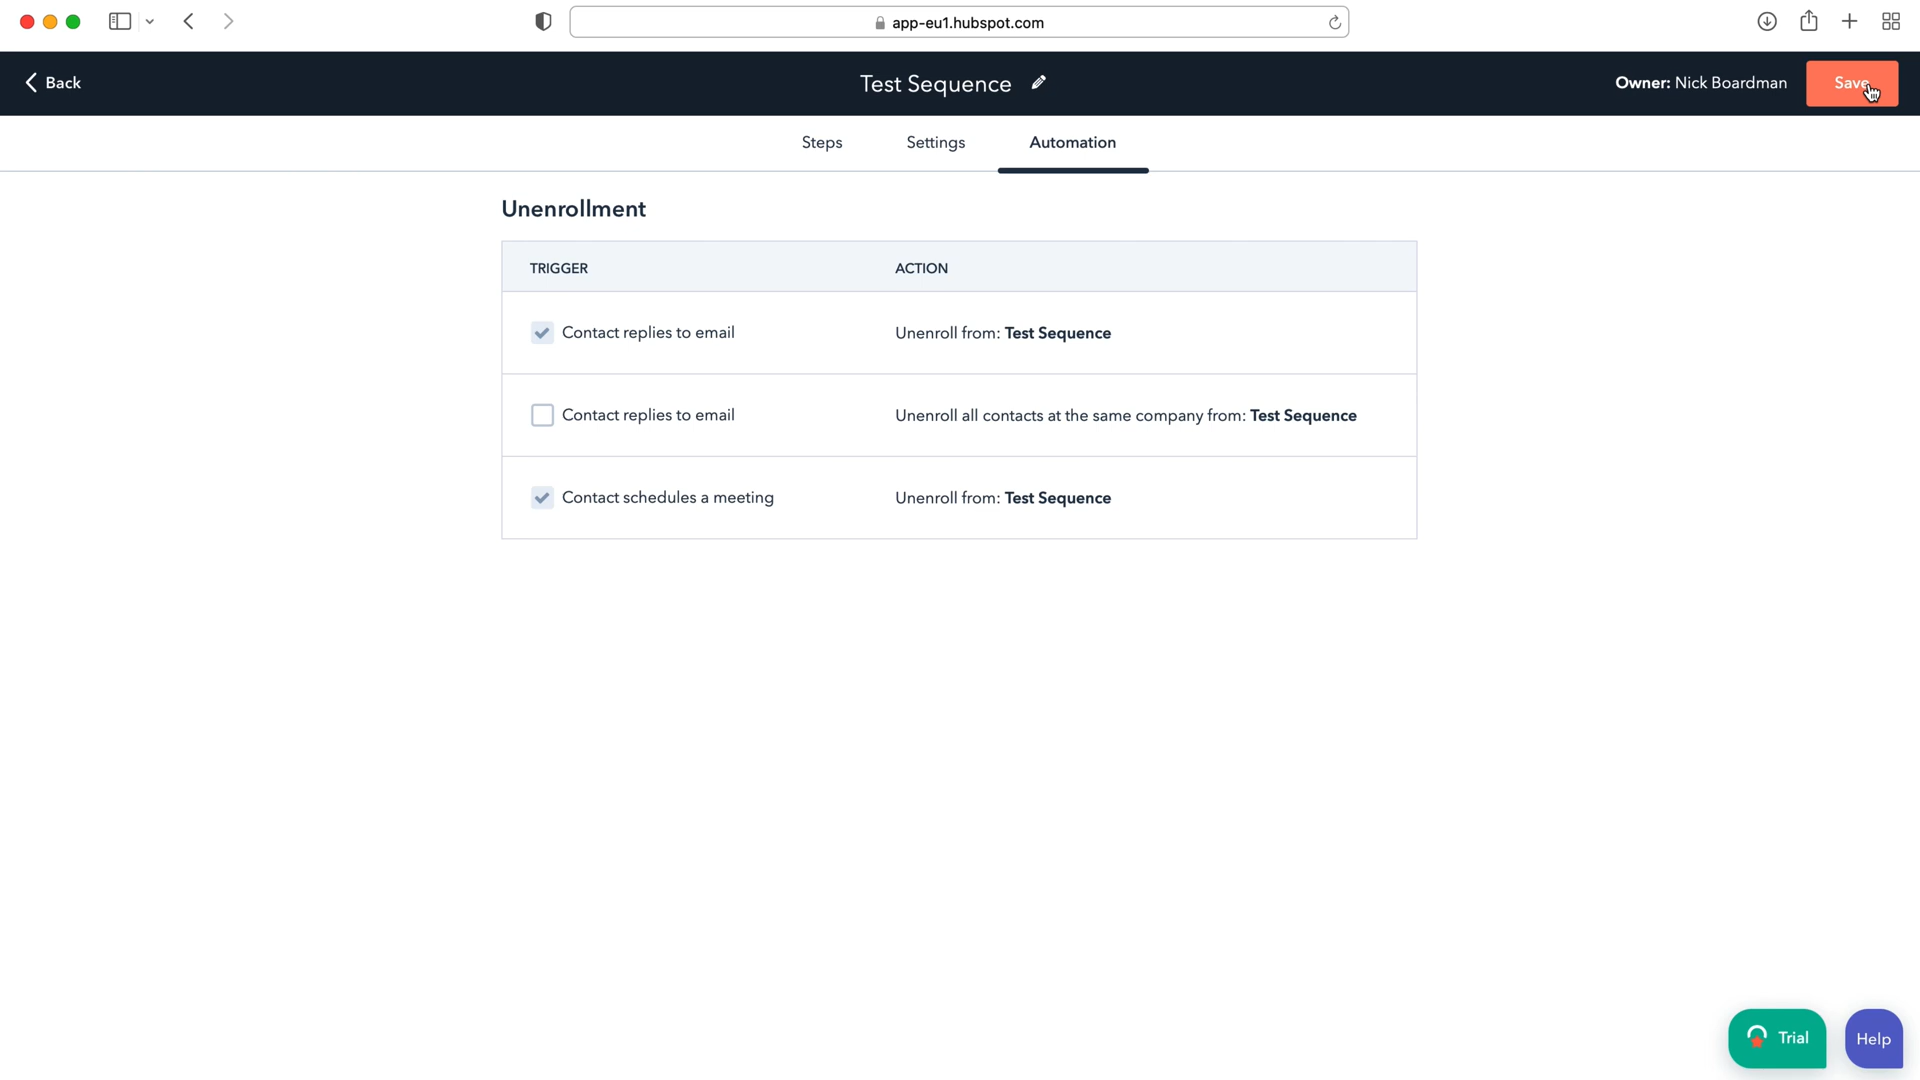 app-eu1.hubspot.com
Back
Test Sequence
Owner: Nick Boardman
Save
Steps
Settings
Automation
Unenrollment
TRIGGER
ACTION
Contact replies to email
Unenroll from: Test Sequence
Contact replies to email
Unenroll all contacts at the same company from: Test Sequence
Contact schedules a meeting
Unenroll from: Test Sequence
Trial
Help